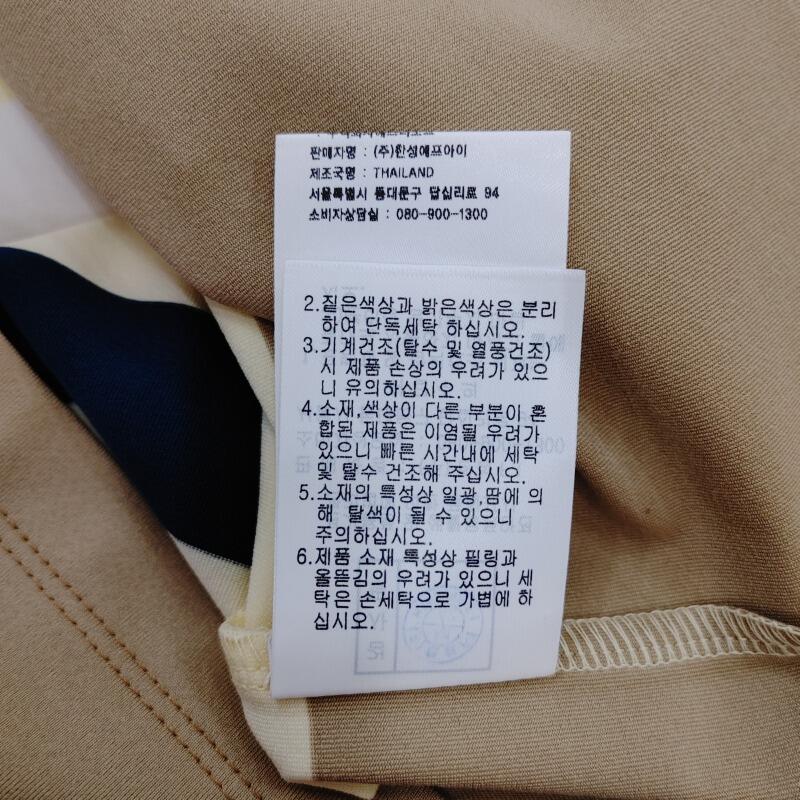 판매자명 : (주)한성에프아이
제조국명 : THAILAND
서울특별시 동대문구 답십리로 94
소비자상담실 : 080-900-1300
2.짙은색상과 밝은색상은 분리
하여 단독세탁 하십시오.
3.기계건조(탈수 및 열풍건조)
시 제품 손상의 우려가 있으
니 유의하십시오.
4.소재,색상이 다른 부분이 혼
합된 제품은 이염될 우려가
있으니 빠른 시간내에 세탁
및 탈수 건조해 주십시오.
5.소재의 특성상 일광,땀에 의
해 탈색이 될 수 있으니
주의하십시오.
6.제품 소재 특성상 필링과
올뜯김의 우려가 있으니 세
탁은 손세탁으로 가볍에 하
십시오.